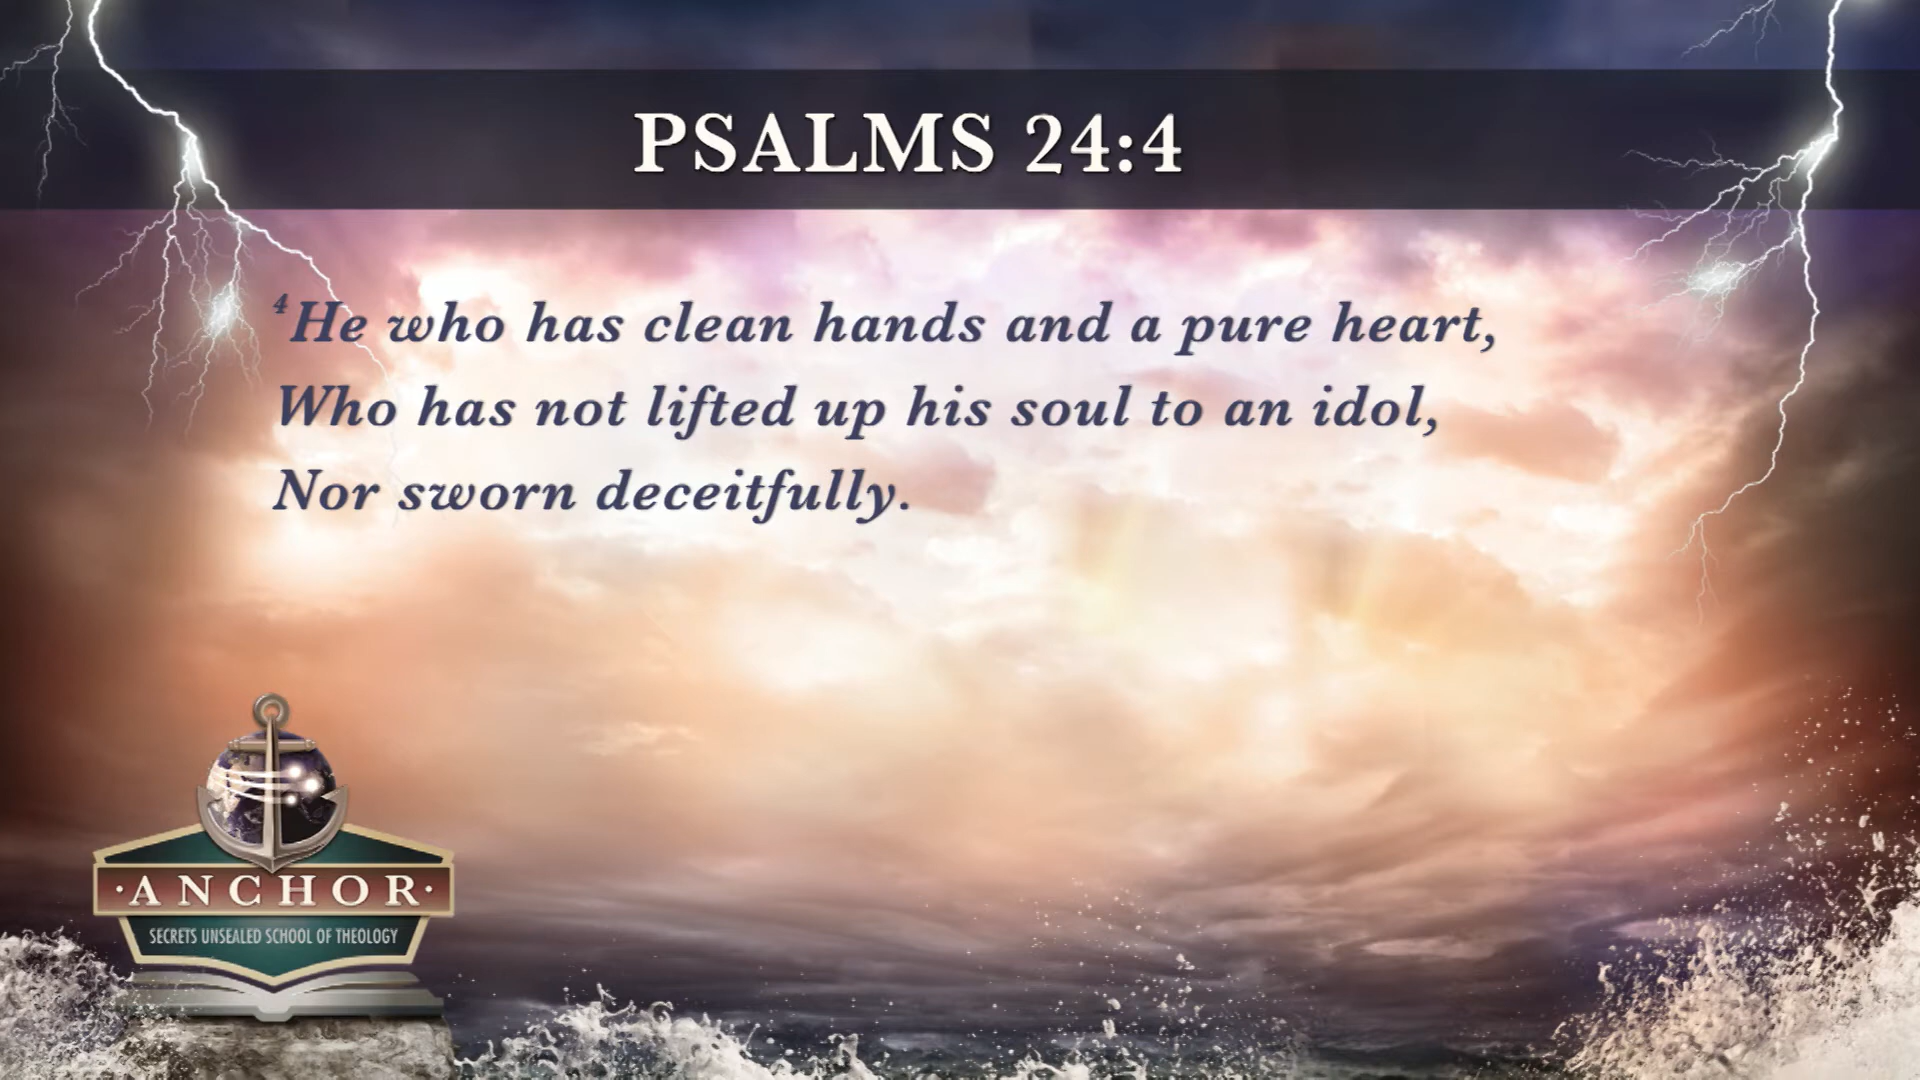 PSALMS 24:4
⁴He who has clean hands and a pure heart,
Who has not lifted up his soul to an idol,
Nor sworn deceitfully.
·ANCHOR·
SECRETS UNSEALED SCHOOL OF THEOLOGY